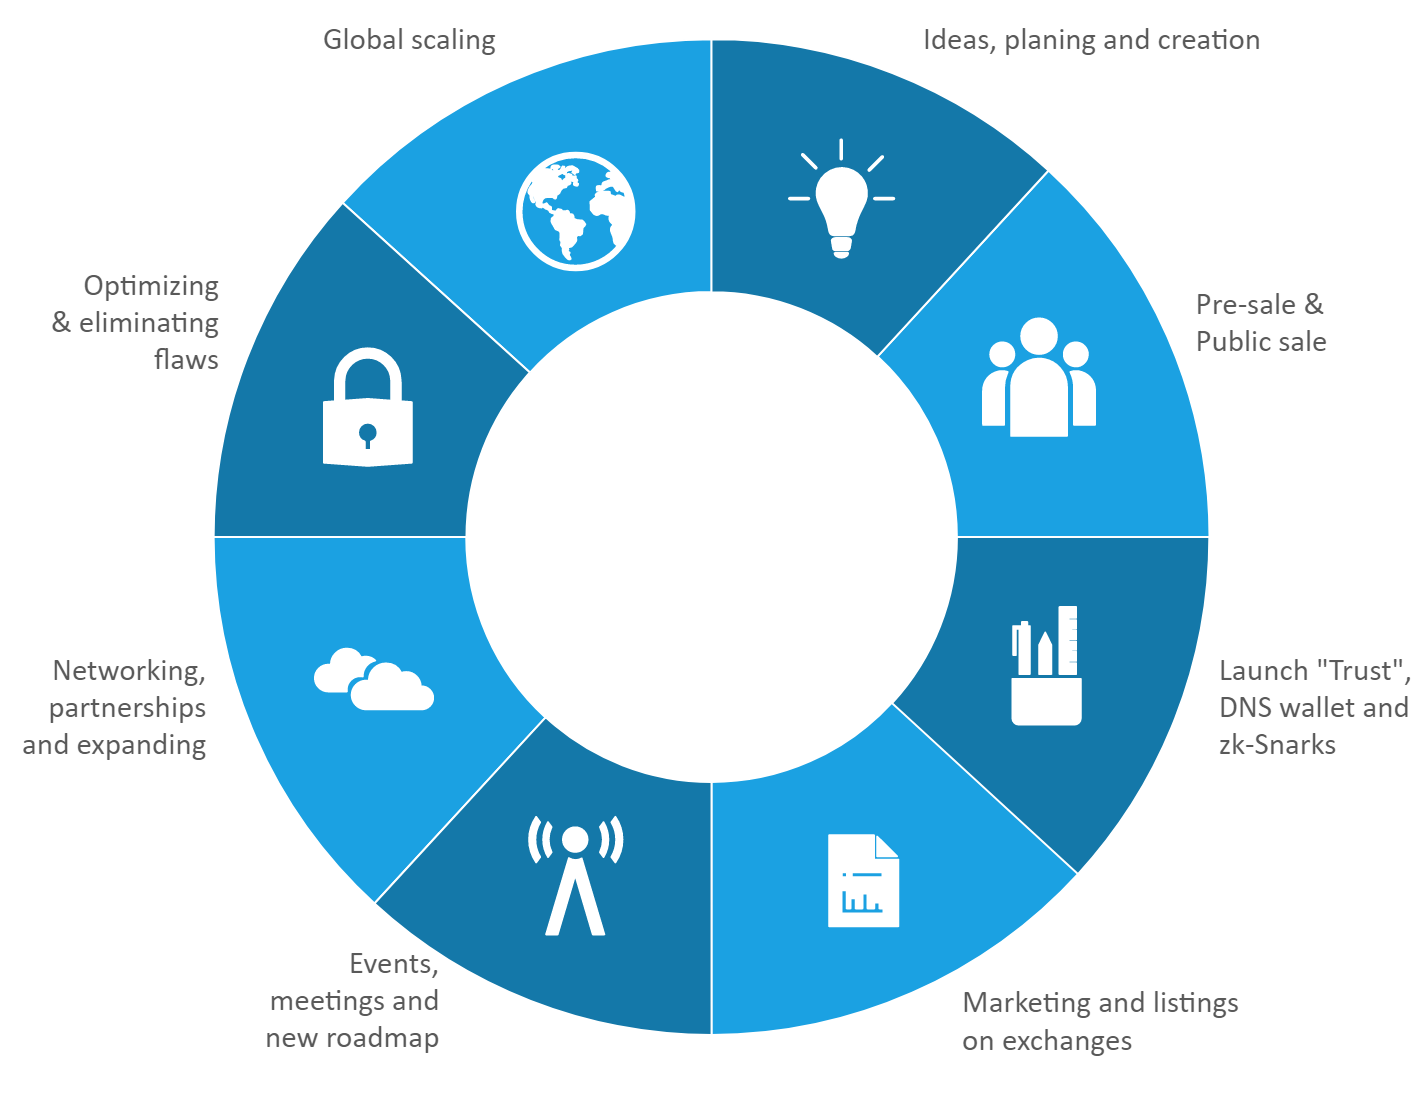 Global scaling
Ideas, planing and creation
Optimizing
& eliminating
flaws
Pre-sale &
Public sale
Networking,
partnerships
and expanding
Launch "Trust",
DNS wallet and
zk-Snarks
Events,
meetings and
new roadmap
Marketing and listings
on exchanges